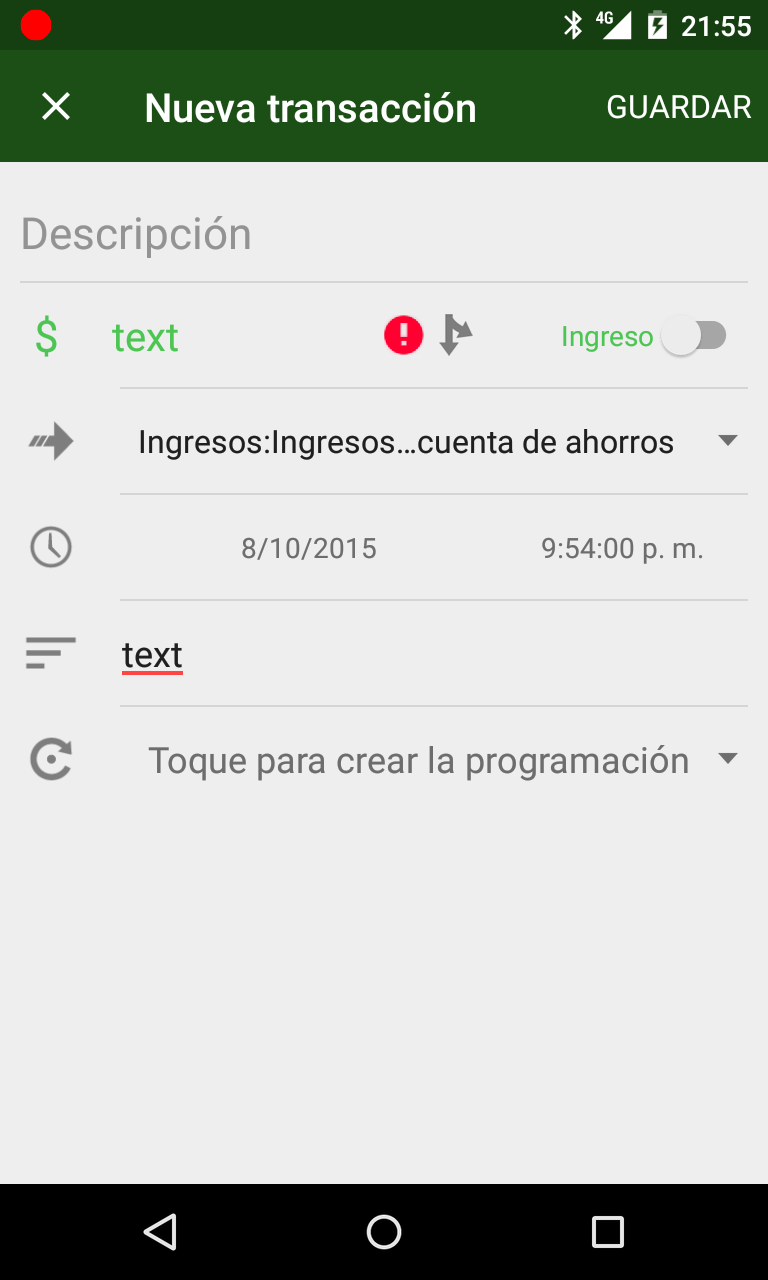 4G 21:55
Nueva transacción GUARDAR
Descripción
$ text Ingreso
Ingresos:Ingresos…cuenta de ahorros
8/10/2015 9:54:00 p. m.
text
Toque para crear la programación